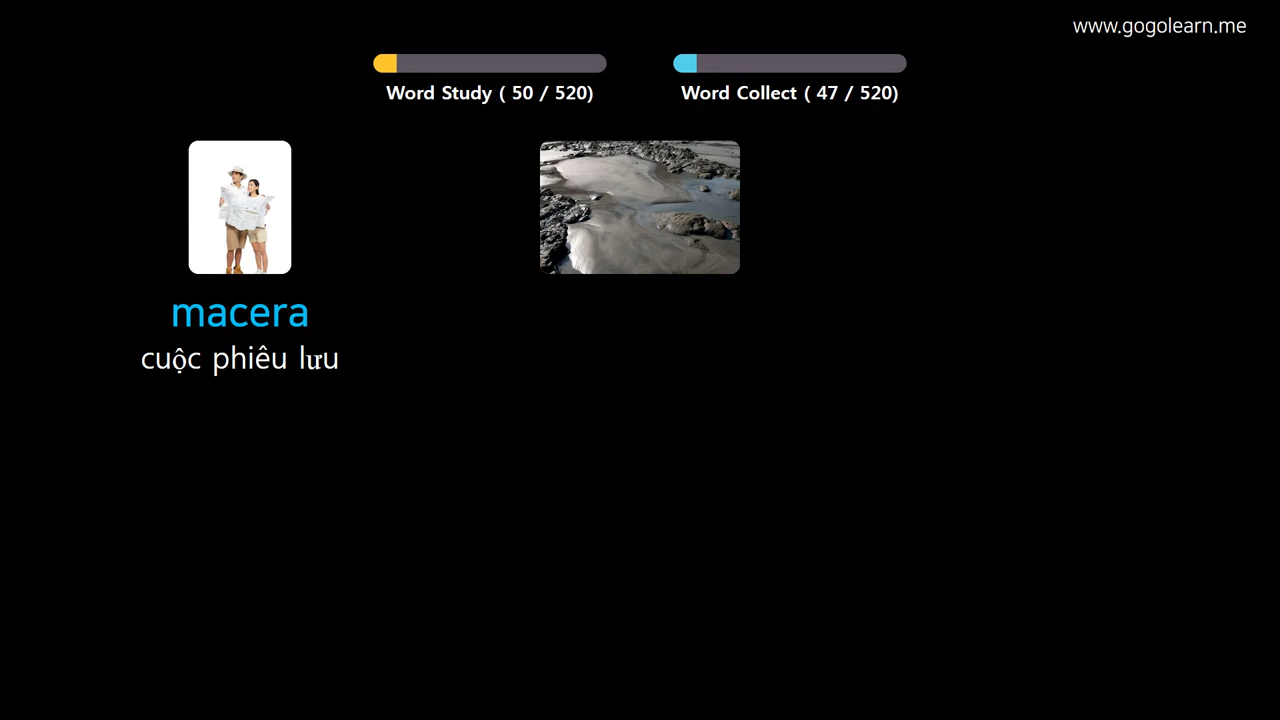 www.gogolearn.me
Word Study ( 50 / 520)
Word Collect ( 47 / 520)
macera
cuộc phiêu lưu